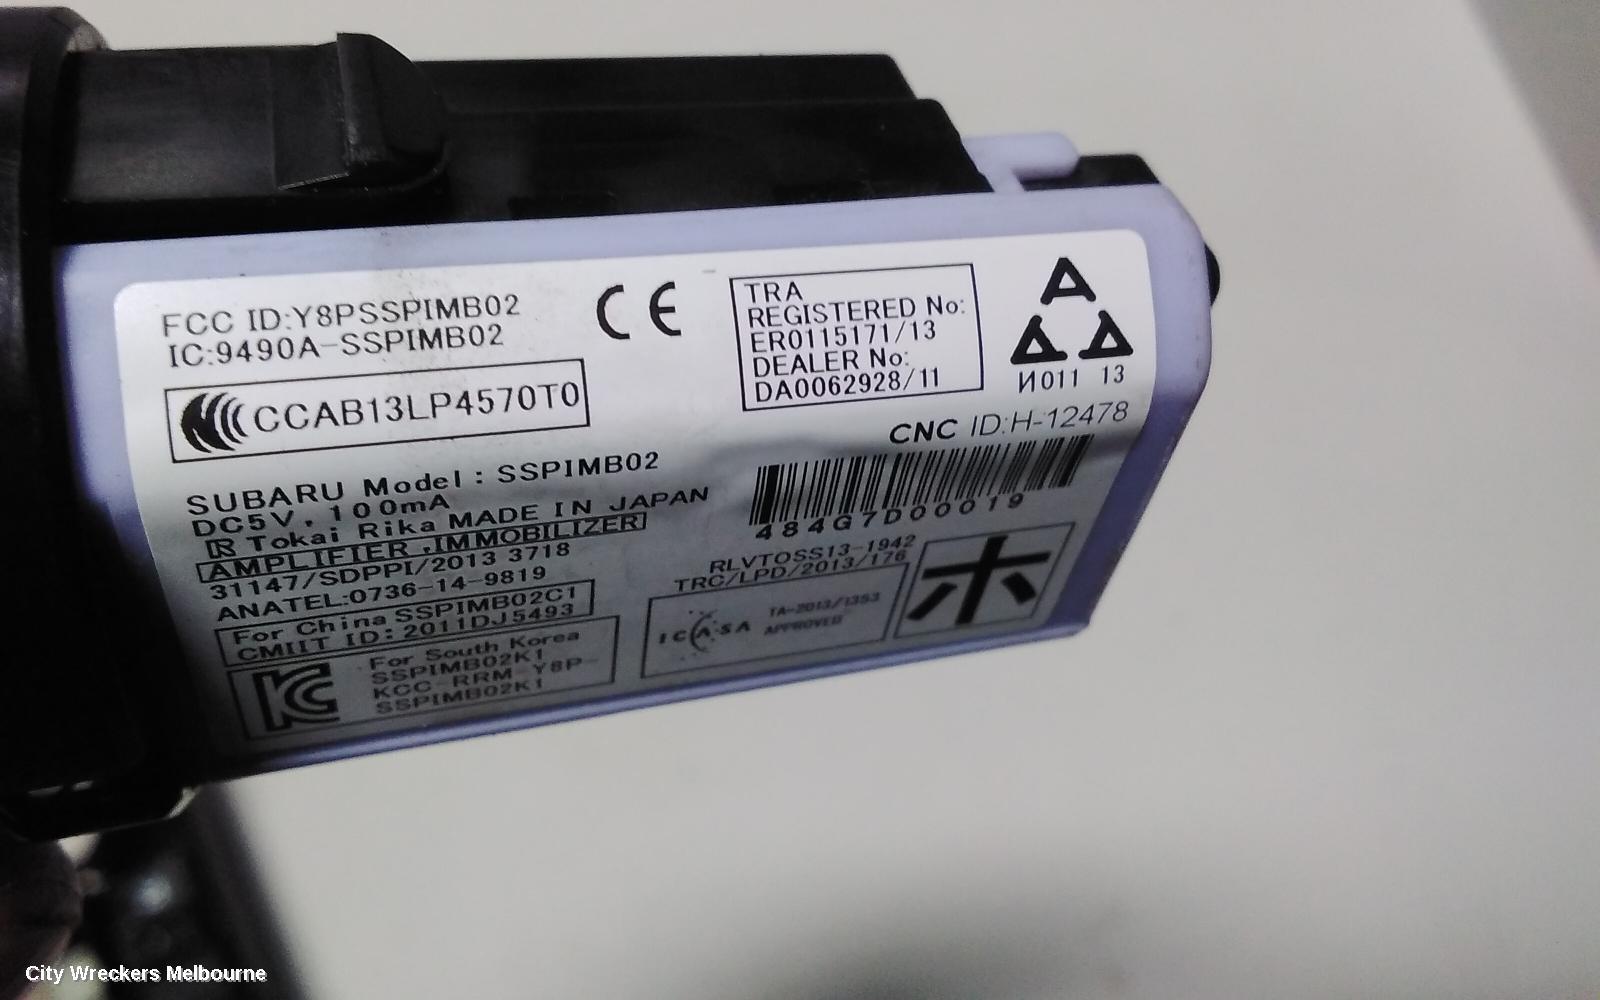 FCC ID:Y8PSSPIMB02
IC:9490A-SSPIMB02
CCAB13LP4570T0
CE
TRA
REGISTERED No:
ER0115171/13
DEALER No:
DA0062928/11
И011 13
CNC ID:H-12478
SUBARU Model : SSPIMB02
DC5V, 100mA
R Tokai Rika MADE IN JAPAN
AMPLIFIER ,IMMOBILIZER
31147/SDPPI/2013 3718
ANATEL:0736-14-9819
For China SSPIMB02C1
CMIIT ID: 2011DJ5493
For South Korea
SSPIMB02K1
KCC-RRM-Y8P-
SSPIMB02K1
484G7D00019
RLVTOSS13-1942
TRC/LPD/2013/176
ICASA
TA-2013/1353
APPROVED
City Wreckers Melbourne